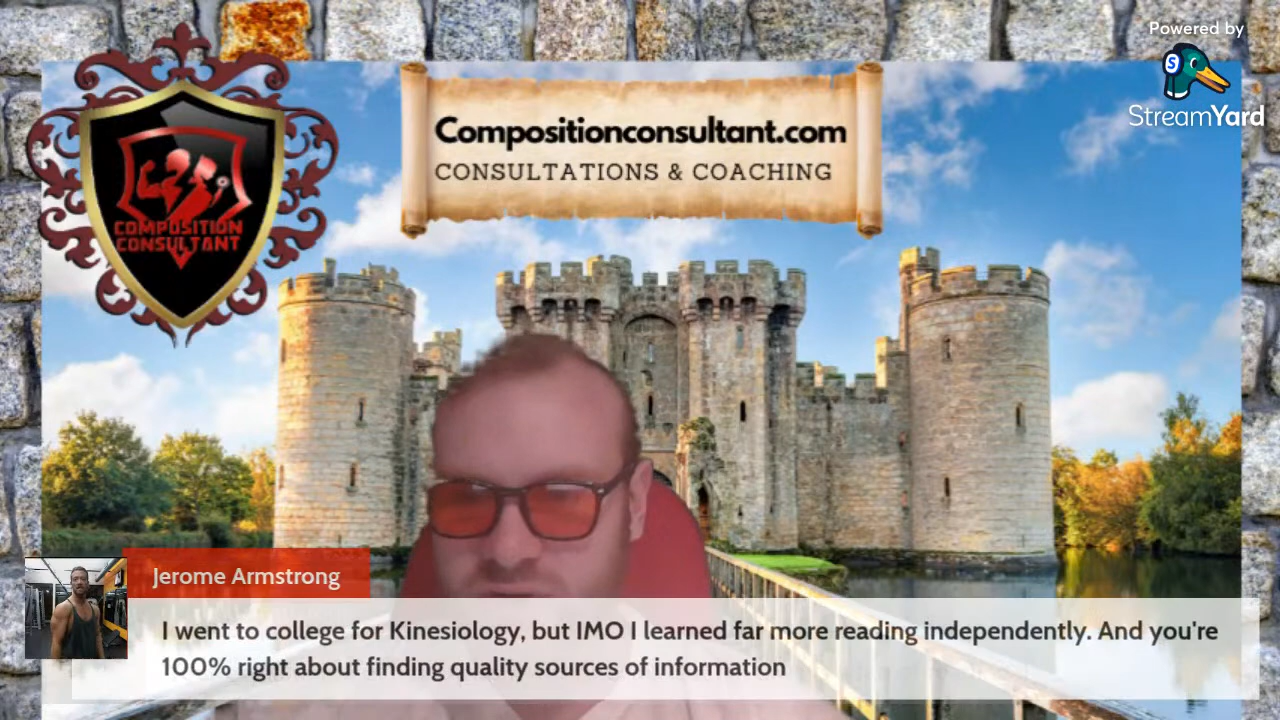 Powered by
StreamYard
Compositionconsultant.com
CONSULTATIONS & COACHING
COMPOSITION
CONSULTANT
Jerome Armstrong
I went to college for Kinesiology, but IMO I learned far more reading independently. And you're
100% right about finding quality sources of information